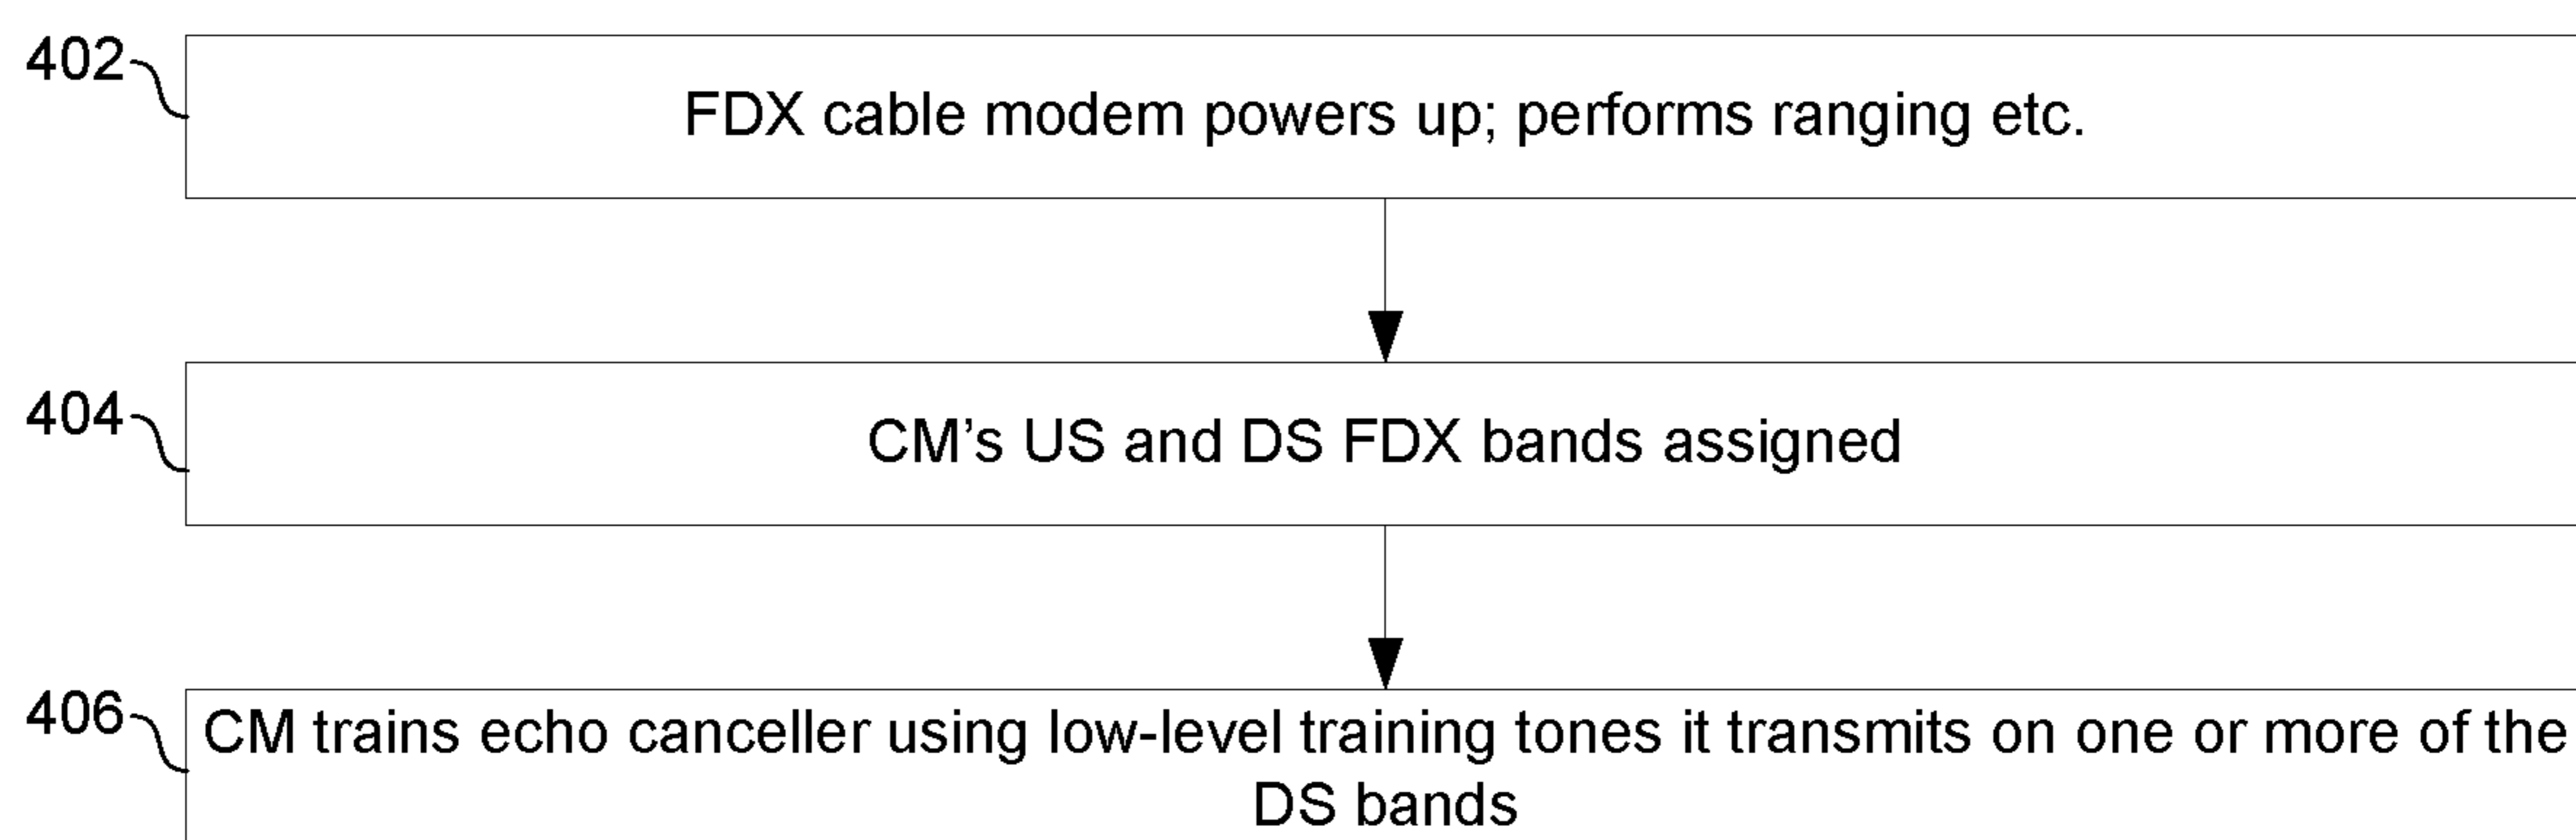 402
FDX cable modem powers up; performs ranging etc.
404
CM’s US and DS FDX bands assigned
406
CM trains echo canceller using low-level training tones it transmits on one or more of the
DS bands